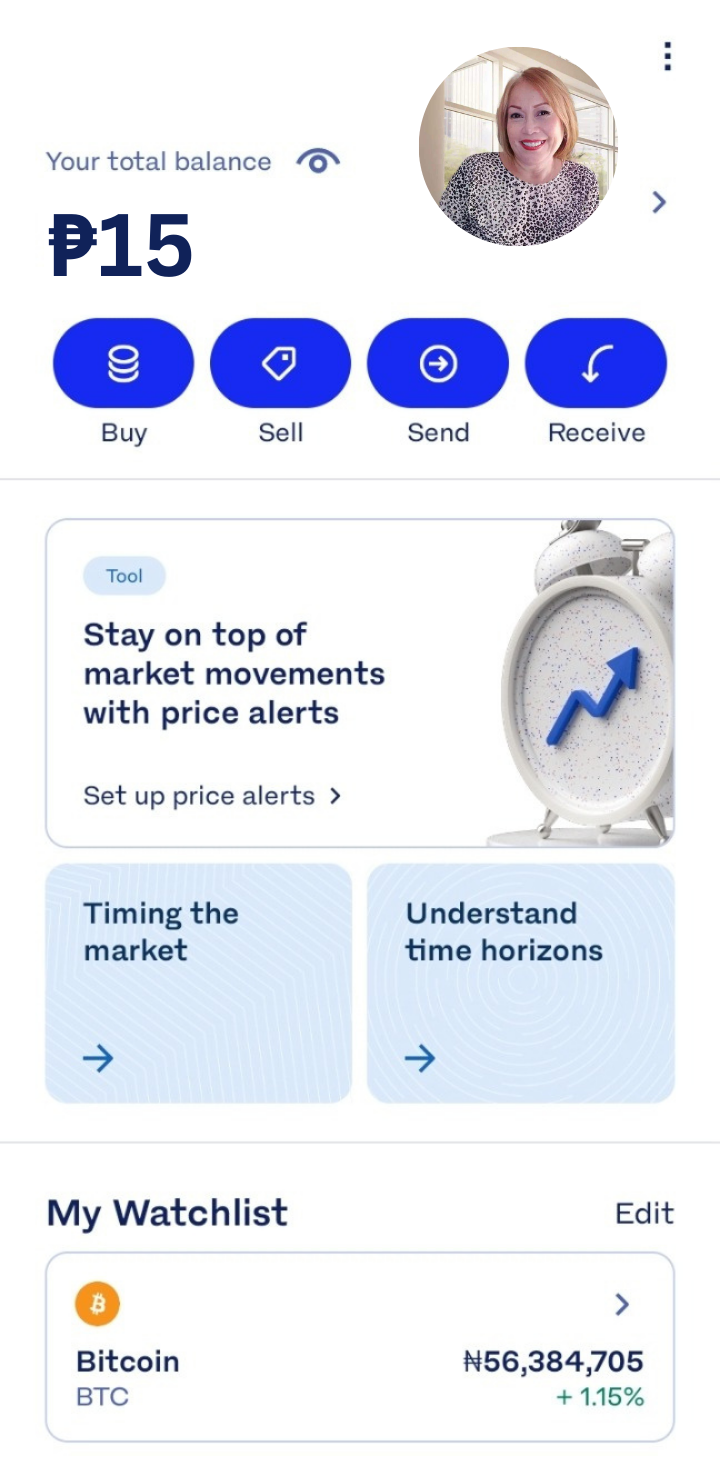 Your total balance
₱15
Buy
Sell
Send
Receive
Tool
Stay on top of
market movements
with price alerts
Set up price alerts
Timing the
market
Understand
time horizons
My Watchlist
Edit
Bitcoin
₦56,384,705
BTC
+ 1.15%